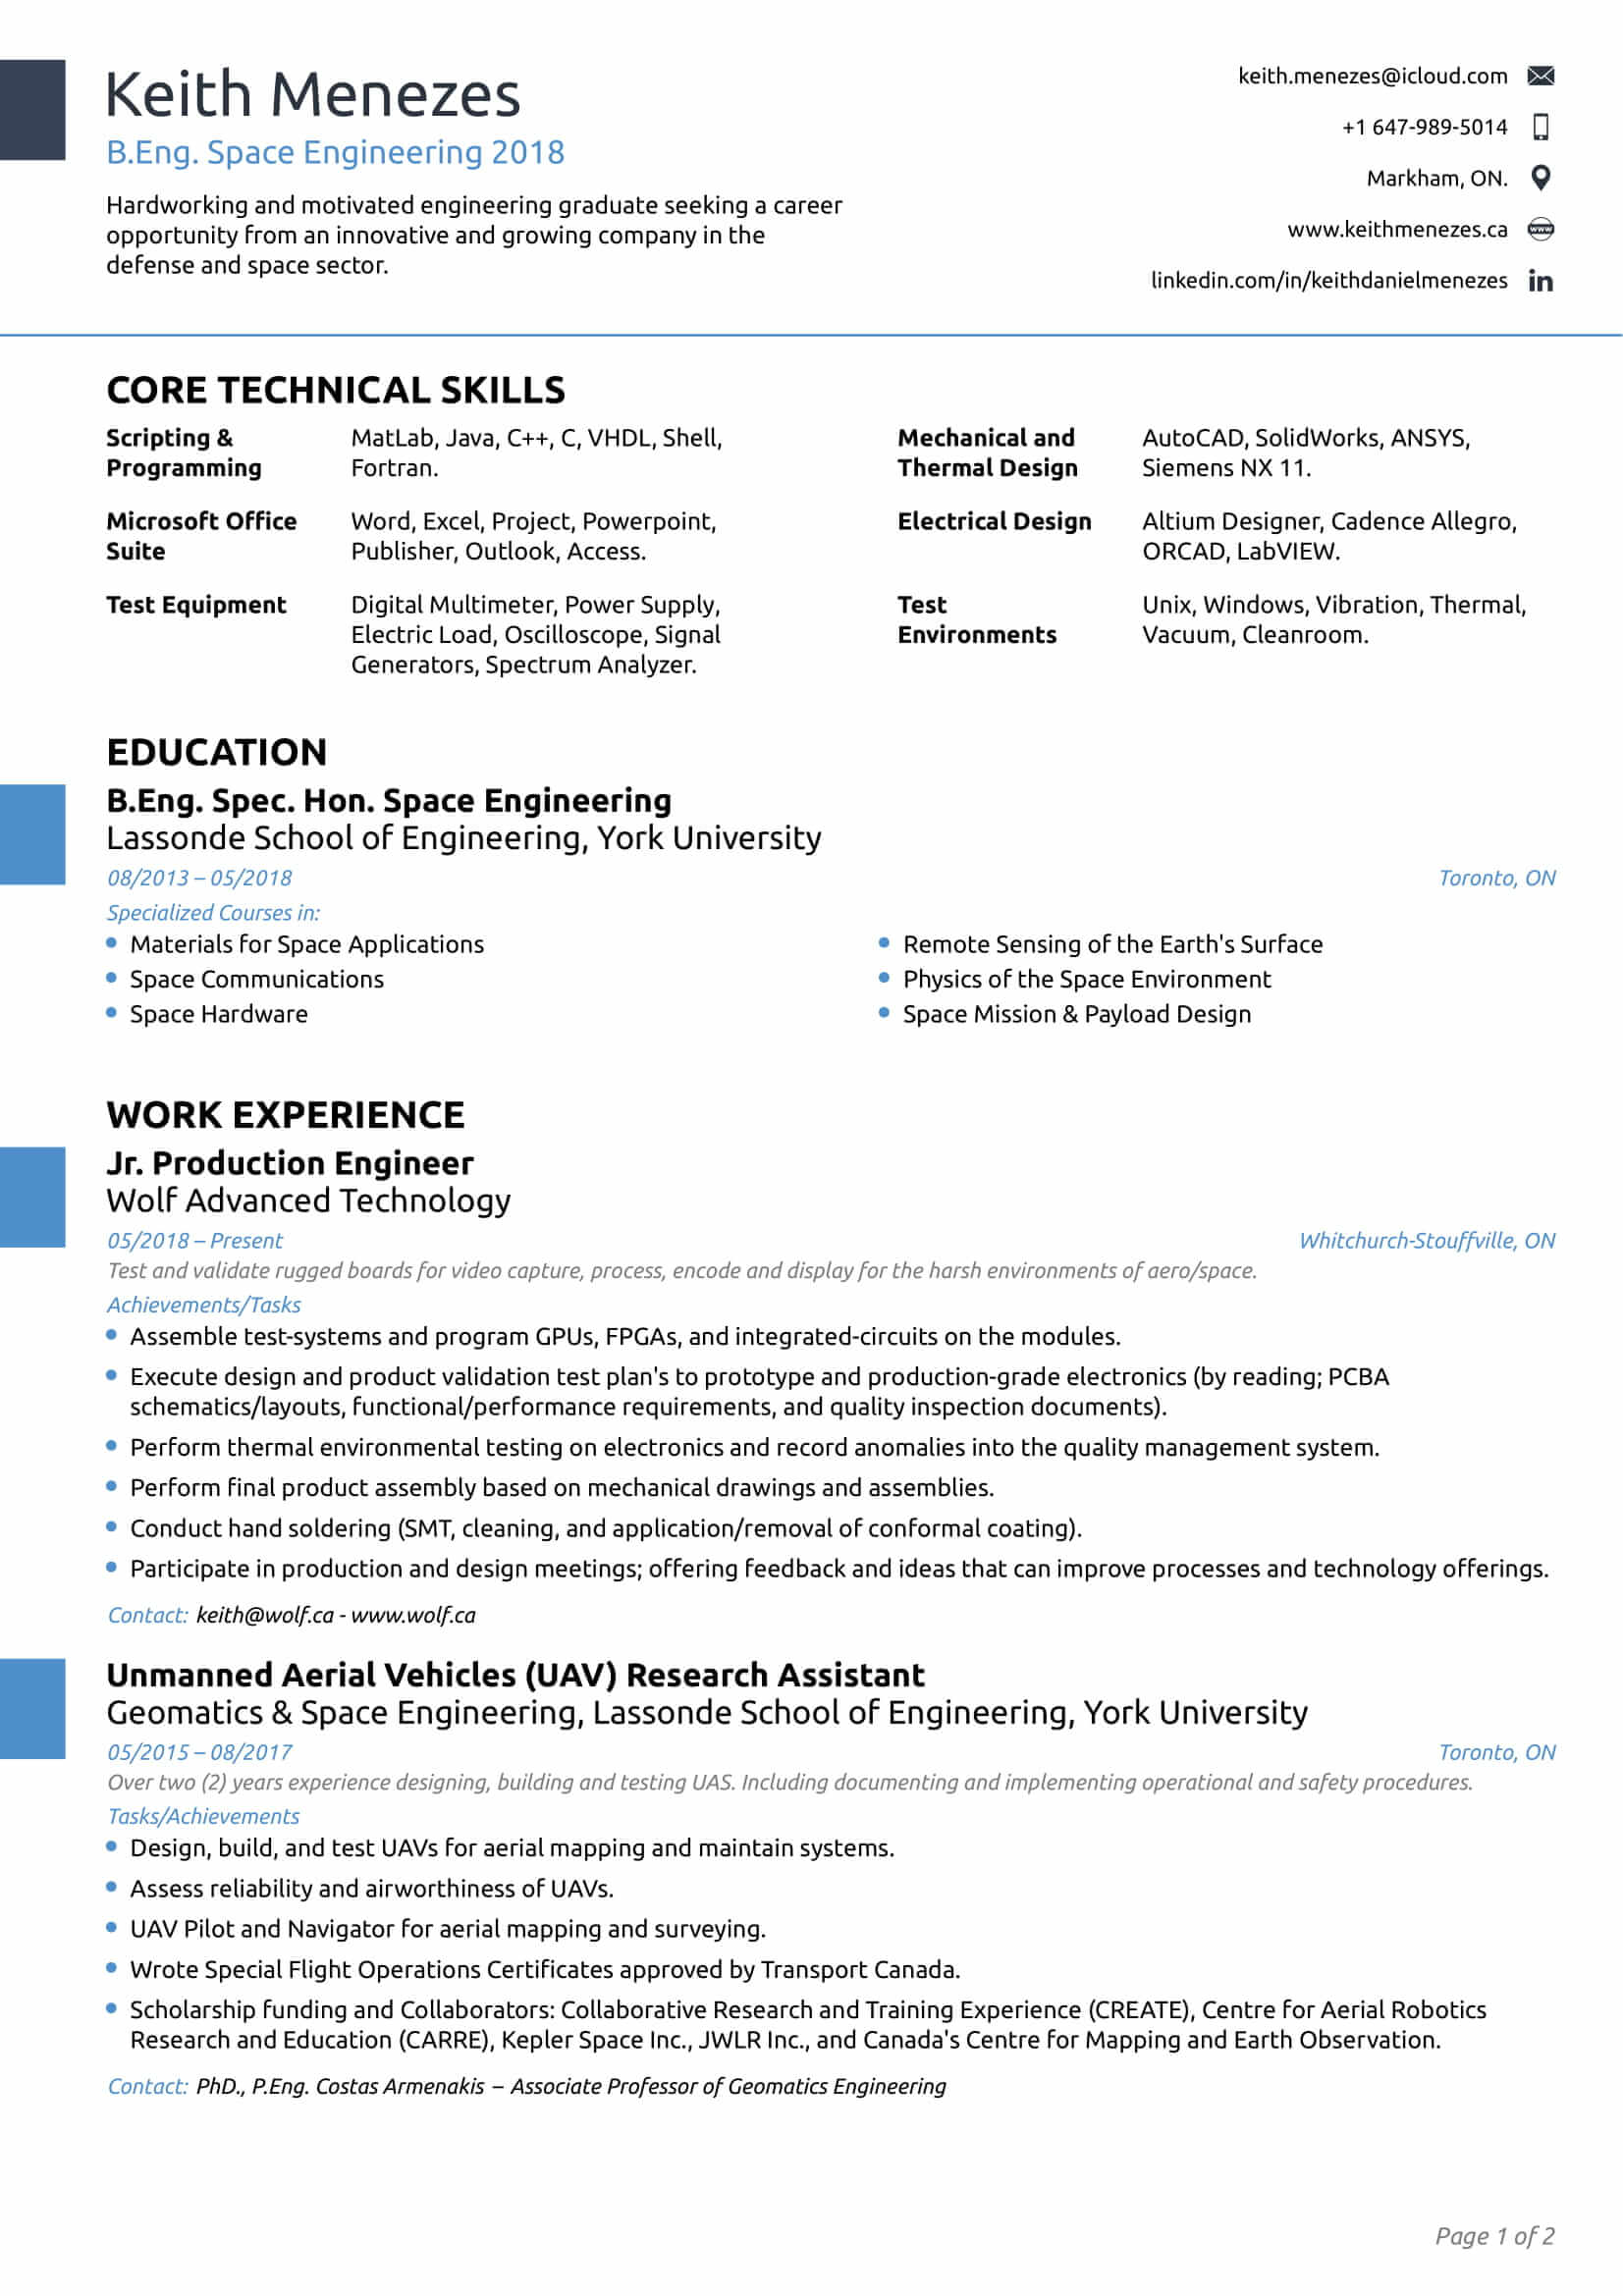 Keith Menezes
B.Eng. Space Engineering 2018
Hardworking and motivated engineering graduate seeking a career
opportunity from an innovative and growing company in the
defense and space sector.
keith.menezes@icloud.com
+1 647-989-5014
Markham, ON.
www.keithmenezes.ca
www
linkedin.com/in/keithdanielmenezes
in
CORE TECHNICAL SKILLS
Scripting &
Programming
MatLab, Java, C++, C, VHDL, Shell,
Fortran.
Mechanical and
Thermal Design
AutoCAD, SolidWorks, ANSYS,
Siemens NX 11.
Microsoft Office
Suite
Word, Excel, Project, Powerpoint,
Publisher, Outlook, Access.
Electrical Design
Altium Designer, Cadence Allegro,
ORCAD, LabVIEW.
Test Equipment
Digital Multimeter, Power Supply,
Electric Load, Oscilloscope, Signal
Generators, Spectrum Analyzer.
Test
Environments
Unix, Windows, Vibration, Thermal,
Vacuum, Cleanroom.
EDUCATION
B.Eng. Spec. Hon. Space Engineering
Lassonde School of Engineering, York University
08/2013 – 05/2018
Toronto, ON
Specialized Courses in:
Materials for Space Applications
Space Communications
Space Hardware
Remote Sensing of the Earth's Surface
Physics of the Space Environment
Space Mission & Payload Design
WORK EXPERIENCE
Jr. Production Engineer
Wolf Advanced Technology
05/2018 – Present
Whitchurch-Stouffville, ON
Test and validate rugged boards for video capture, process, encode and display for the harsh environments of aero/space.
Achievements/Tasks
Assemble test-systems and program GPUs, FPGAs, and integrated-circuits on the modules.
Execute design and product validation test plan's to prototype and production-grade electronics (by reading; PCBA
schematics/layouts, functional/performance requirements, and quality inspection documents).
Perform thermal environmental testing on electronics and record anomalies into the quality management system.
Perform final product assembly based on mechanical drawings and assemblies.
Conduct hand soldering (SMT, cleaning, and application/removal of conformal coating).
Participate in production and design meetings; offering feedback and ideas that can improve processes and technology offerings.
Contact: keith@wolf.ca - www.wolf.ca
Unmanned Aerial Vehicles (UAV) Research Assistant
Geomatics & Space Engineering, Lassonde School of Engineering, York University
05/2015 – 08/2017
Toronto, ON
Over two (2) years experience designing, building and testing UAS. Including documenting and implementing operational and safety procedures.
Tasks/Achievements
Design, build, and test UAVs for aerial mapping and maintain systems.
Assess reliability and airworthiness of UAVs.
UAV Pilot and Navigator for aerial mapping and surveying.
Wrote Special Flight Operations Certificates approved by Transport Canada.
Scholarship funding and Collaborators: Collaborative Research and Training Experience (CREATE), Centre for Aerial Robotics
Research and Education (CARRE), Kepler Space Inc., JWLR Inc., and Canada's Centre for Mapping and Earth Observation.
Contact: PhD., P.Eng. Costas Armenakis – Associate Professor of Geomatics Engineering
Page 1 of 2